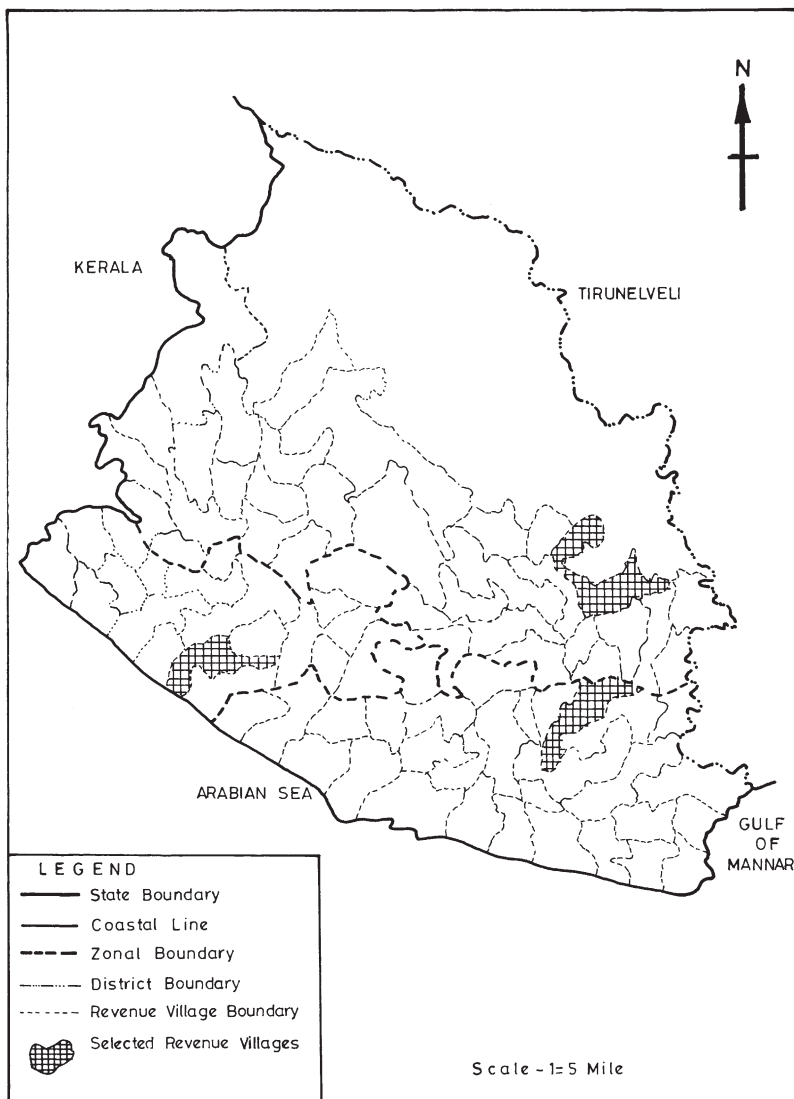 N
KERALA
TIRUNELVELI
ARABIAN SEA
GULF
OF
MANNAR
LEGEND
State Boundary
Coastal Line
Zonal Boundary
District Boundary
Revenue Village Boundary
Selected Revenue Villages
Scale - 1= 5 Mile